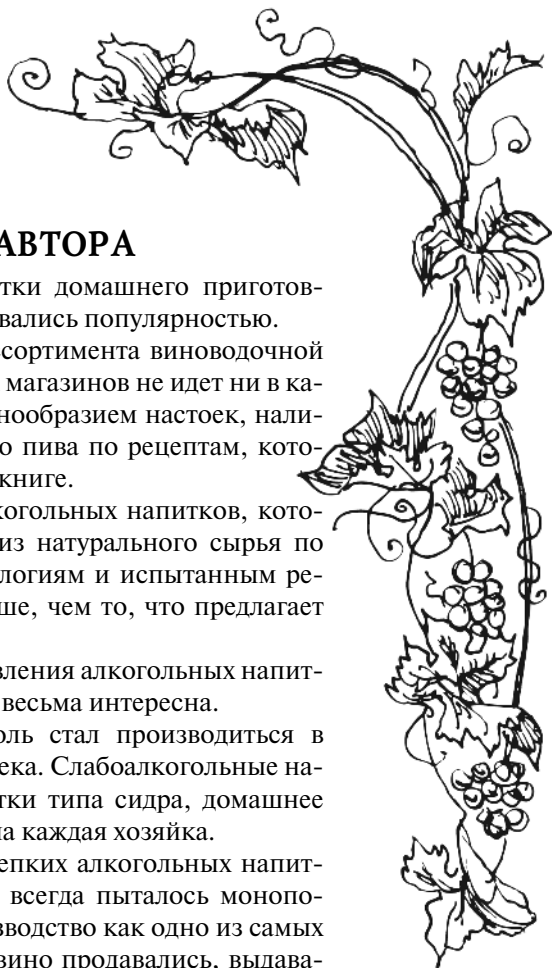 АВТОРА
тки домашнего приготов-
вались популярностью.
сортимента виноводочной
магазинов не идет ни в ка-
нообразием настоек, нали-
о пива по рецептам, кото-
книге.
когольных напитков, кото-
из натурального сырья по
логиям и испытанным ре-
ше, чем то, что предлагает
вления алкогольных напит-
весьма интересна.
оль стал производиться в
ека. Слабоалкогольные на-
тки типа сидра, домашнее
ла каждая хозяйка.
епких алкогольных напит-
всегда пыталось монопо-
зводство как одно из самых
вино продавались, выдава-